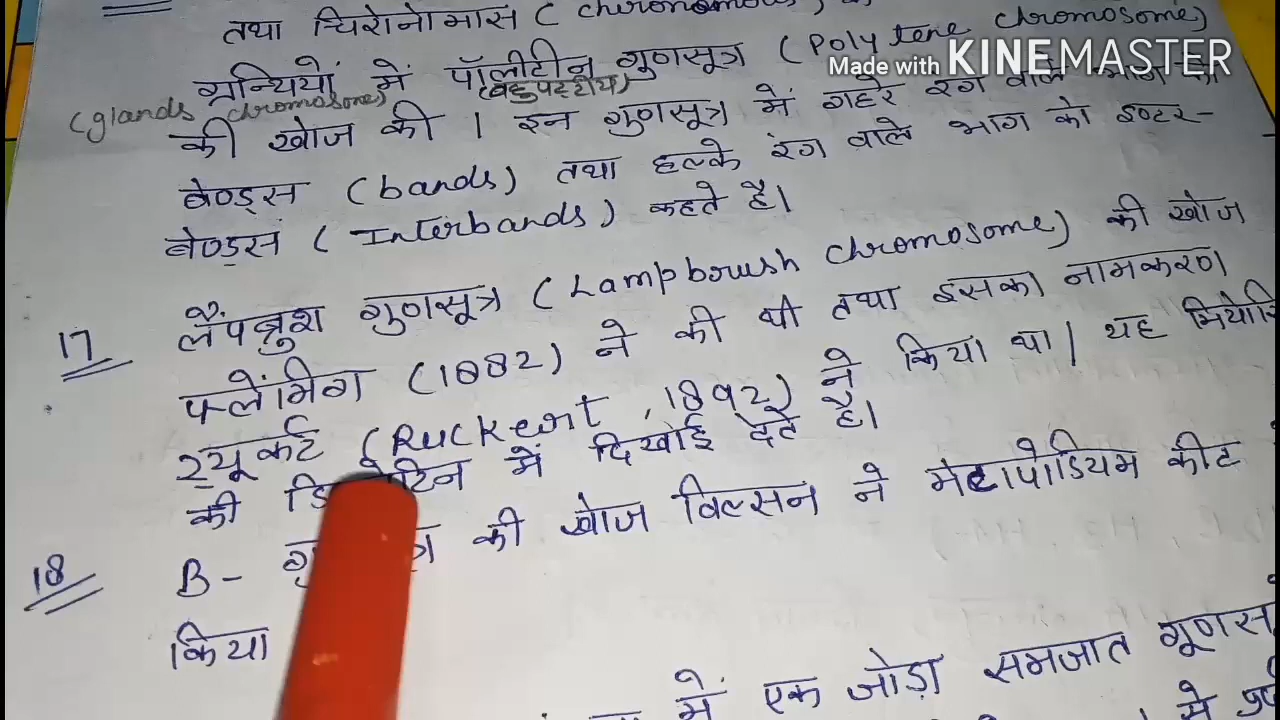 तथा चिरोनोमास (
ग्रन्थियों में पॉलीटीन गुणसूत्र (Polytene chromosome)
Made with KINEMASTER
(बहुपट्टीय)
(glands chromosome)
की खोज की । इन गुणसूत्र में गहरे रंग वाले भाग को
बेण्ड्स (bands) तथा हल्के रंग वाले भाग को इण्टर-
बेण्ड्स (Interbands) कहते है।
17 लैंपब्रुश गुणसूत्र (Lampbrush chromosome) की खोज
फ्लेंमिंग (1882) ने की थी तथा इसका नामकरण
रयूकर्ट (Ruckert, 1892) ने किया था। यह
की में दिखाई देते है।
18 B- की खोज विल्सन ने मेटापोडियम कीट
किया
में एक जोड़ा समजात
में